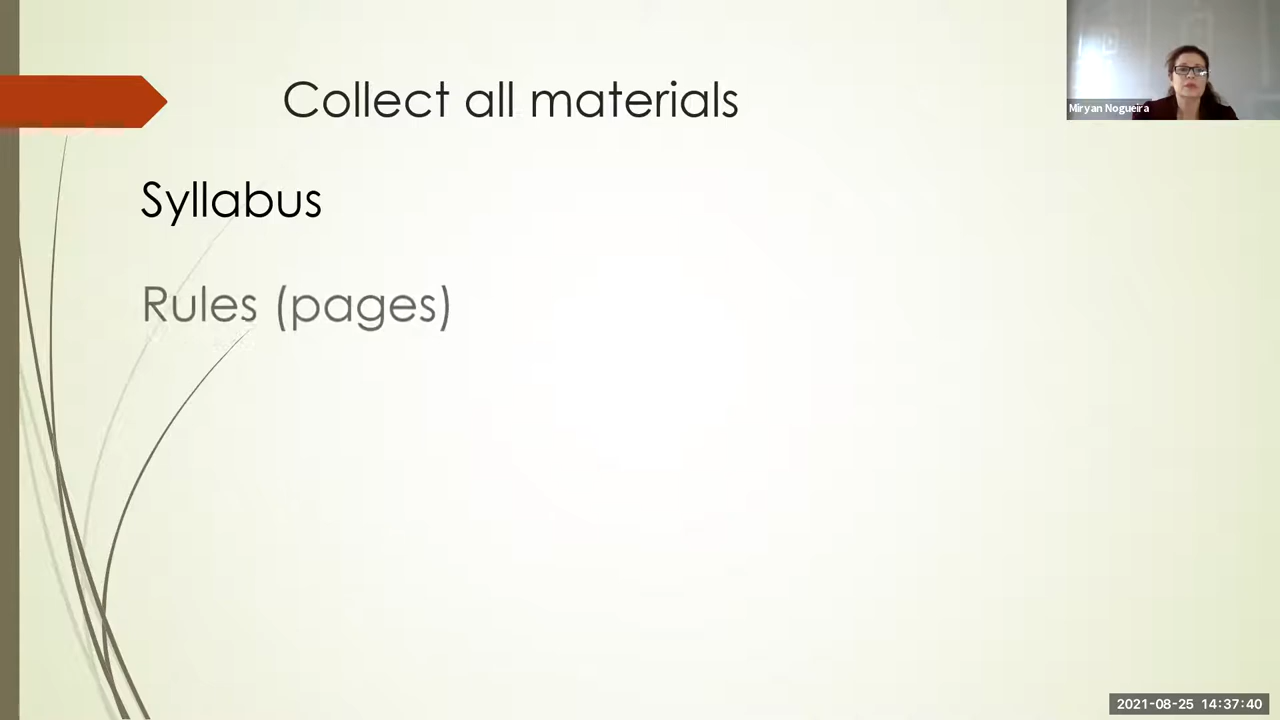 Collect all materials
Miryan Nogueira
Syllabus
Rules (pages)
2021-08-25 14:37:40